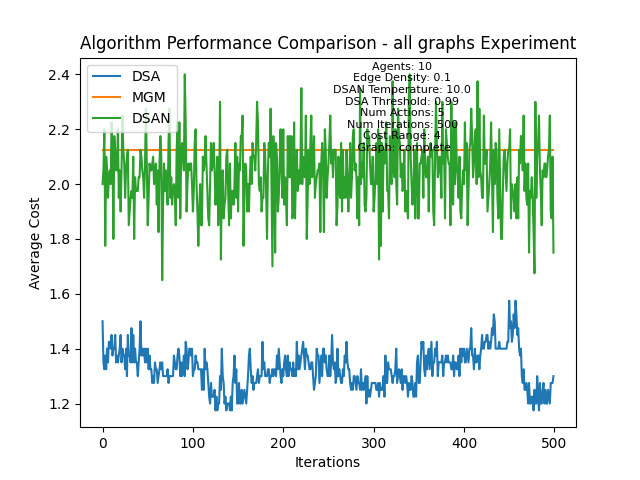 Algorithm Performance Comparison - all graphs Experiment
DSA
MGM
DSAN
Agents: 10
Edge Density: 0.1
DSAN Temperature: 10.0
DSA Threshold: 0.99
Num Actions: 5
Num Iterations: 500
Cost Range: 4
Graph: complete
Average Cost
2.4
2.2
2.0
1.8
1.6
1.4
1.2
0
100
200
300
400
500
Iterations